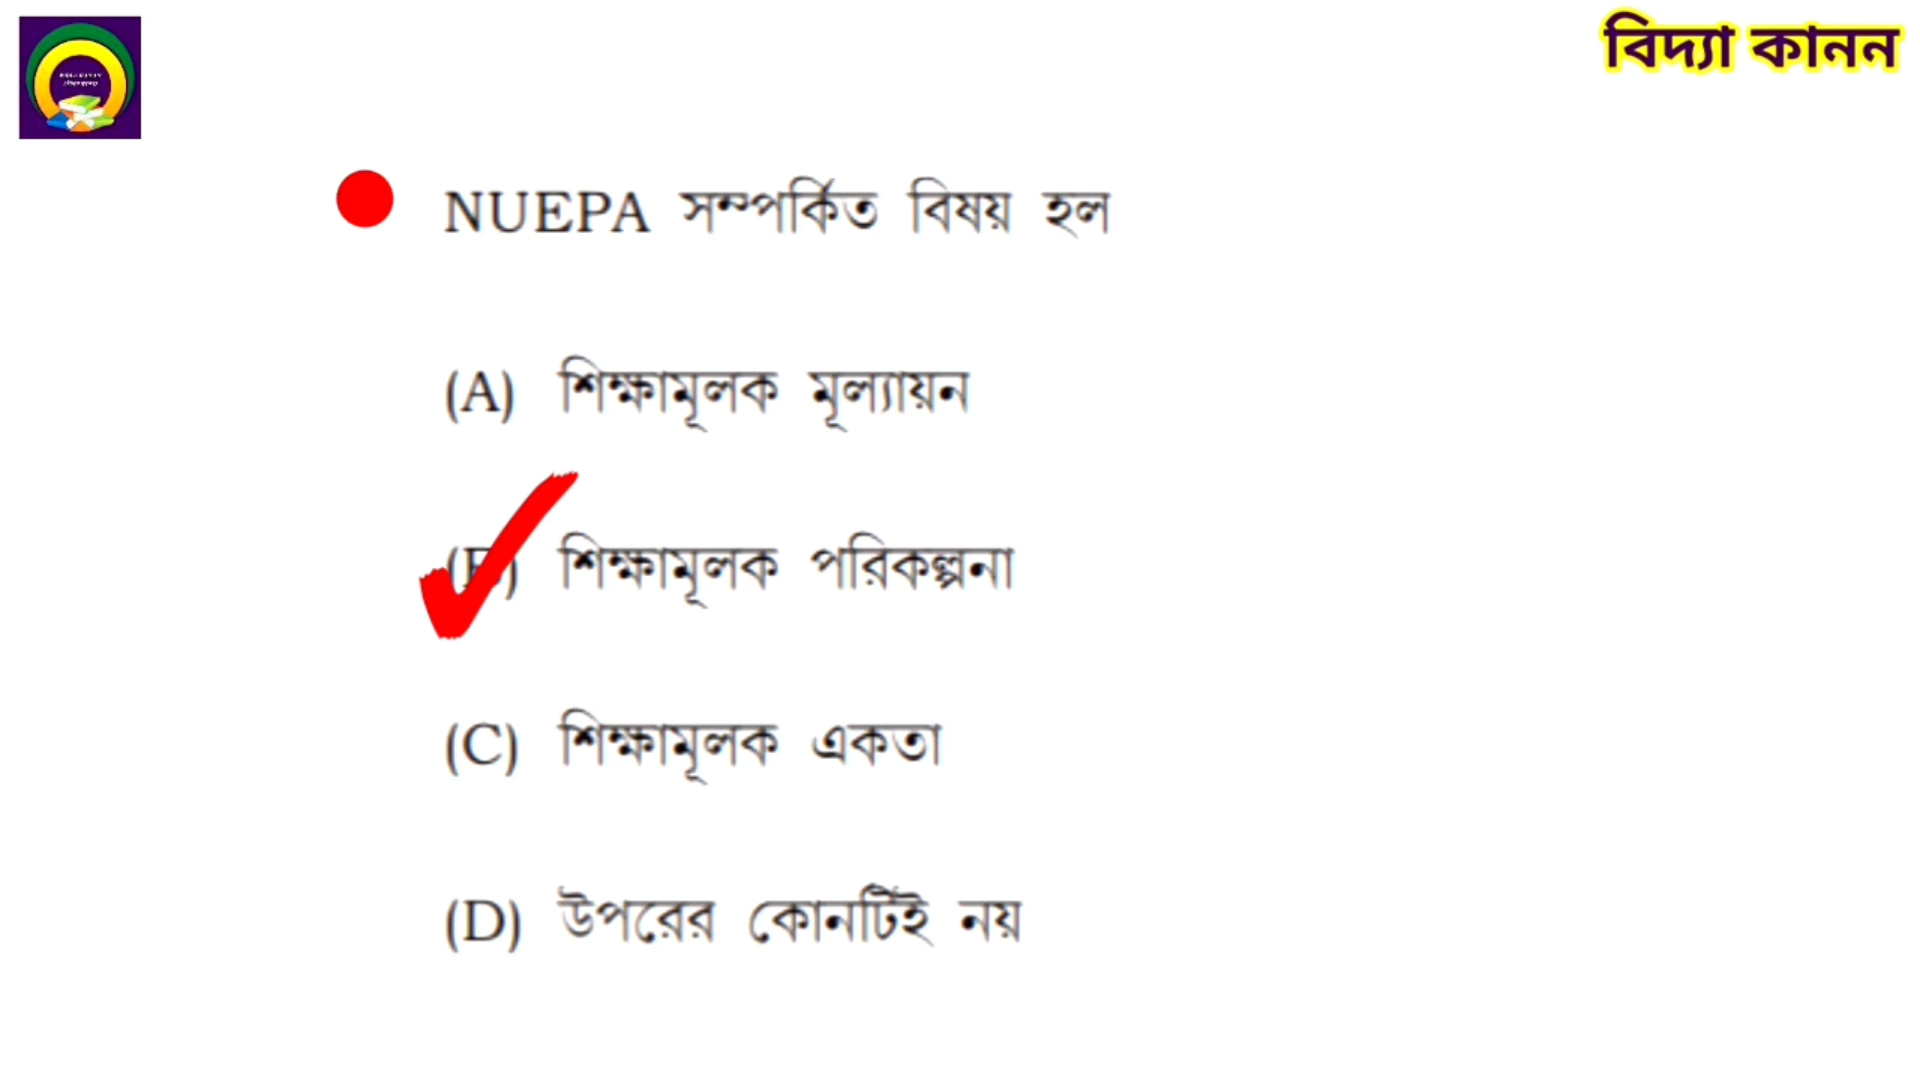 বিদ্যা কানন
NUEPA সম্পর্কিত বিষয় হল
(A) শিক্ষামূলক মূল্যায়ন
(B) শিক্ষামূলক পরিকল্পনা
(C) শিক্ষামূলক একতা
(D) উপরের কোনটিই নয়